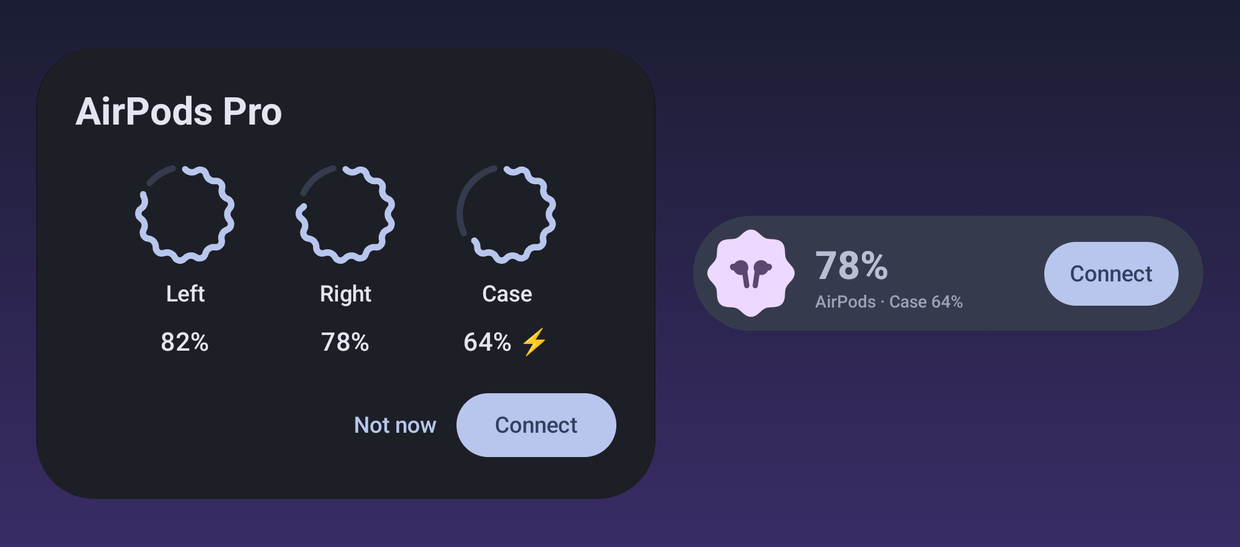 AirPods Pro
Left
Right
Case
82%
78%
64% ⚡
Not now
Connect
78%
AirPods · Case 64%
Connect